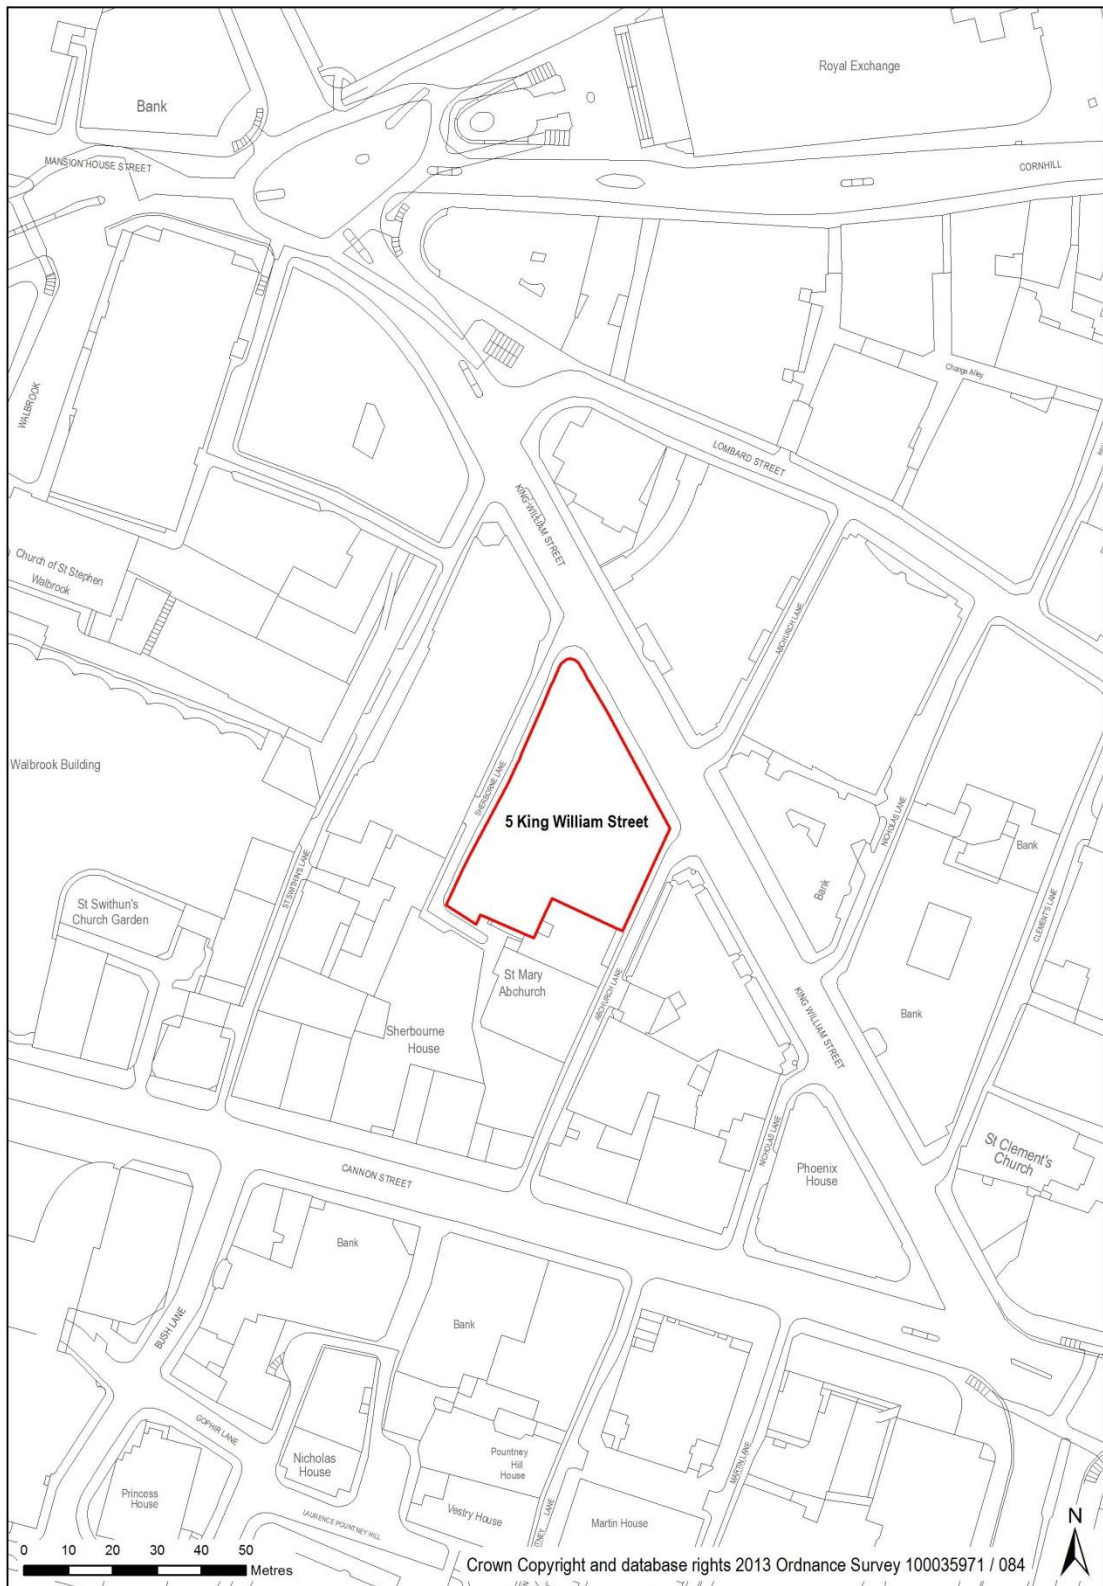 Royal Exchange
Bank
MANSION HOUSE STREET
CORNHILL
Change Alley
WALBROOK
LOMBARD STREET
KING WILLIAM STREET
Church of St Stephen
Walbrook
ABCHURCH LANE
Walbrook Building
SHERBORNE LANE
5 King William Street
NICHOLAS LANE
Bank
Bank
ST SWITHIN'S LANE
CLEMENT'S LANE
St Swithun's
Church Garden
St Mary
Abchurch
ABCHURCH LANE
KING WILLIAM STREET
Bank
Sherbourne
House
NICHOLAS LANE
St Clement's
Church
Phoenix
House
CANNON STREET
Bank
Bank
BUSH LANE
GOPHIR LANE
Nicholas
House
Pountney
Hill
House
MARTIN LANE
Princess
House
Vestry House
LANE
Martin House
LAURENCE POUNTNEY HILL
N
0 10 20 30 40 50
Metres
Crown Copyright and database rights 2013 Ordnance Survey 100035971 / 084